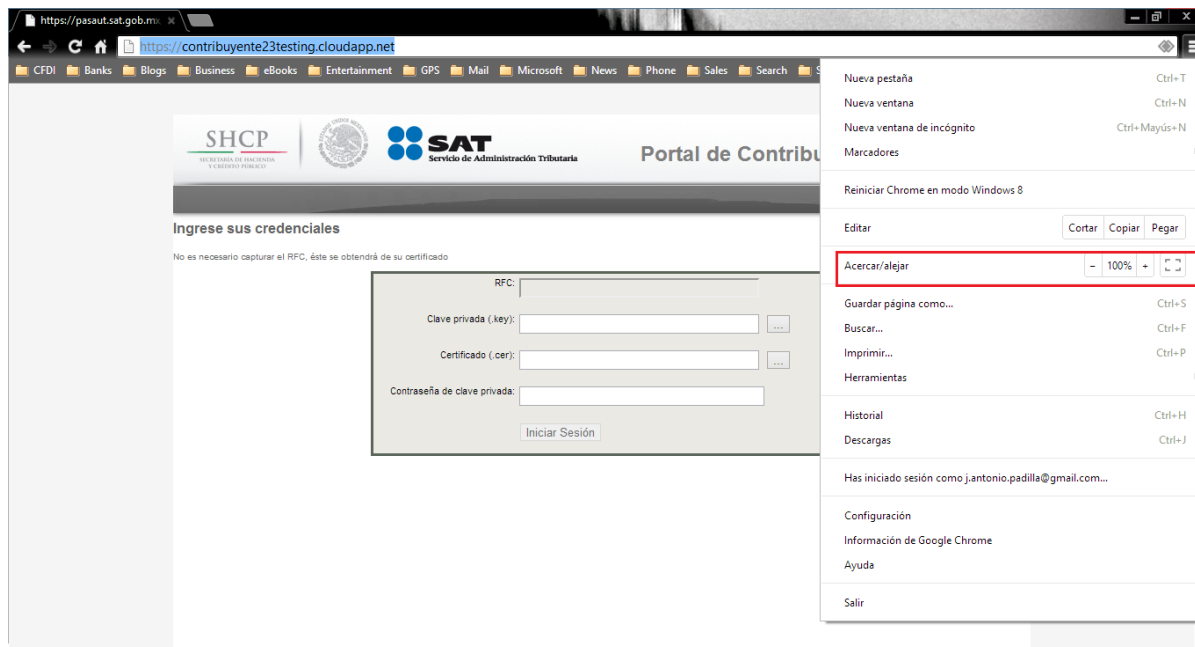 https://pasaut.sat.gob.mx
https://contribuyente23testing.cloudapp.net
CFDI Banks Blogs Business eBooks Entertainment GPS Mail Microsoft News Phone Sales Search
SHCP
SECRETARÍA DE HACIENDA
Y CRÉDITO PÚBLICO
ESTADOS UNIDOS MEXICANOS
SAT
Servicio de Administración Tributaria
Portal de Contribu
Ingrese sus credenciales
No es necesario capturar el RFC, éste se obtendrá de su certificado
RFC:
Clave privada (.key):
...
Certificado (.cer):
...
Contraseña de clave privada:
Iniciar Sesión
Nueva pestaña Ctrl+T
Nueva ventana Ctrl+N
Nueva ventana de incógnito Ctrl+Mayús+N
Marcadores
Reiniciar Chrome en modo Windows 8
Editar Cortar Copiar Pegar
Acercar/alejar - 100% +
Guardar página como... Ctrl+S
Buscar... Ctrl+F
Imprimir... Ctrl+P
Herramientas
Historial Ctrl+H
Descargas Ctrl+J
Has iniciado sesión como j.antonio.padilla@gmail.com...
Configuración
Información de Google Chrome
Ayuda
Salir